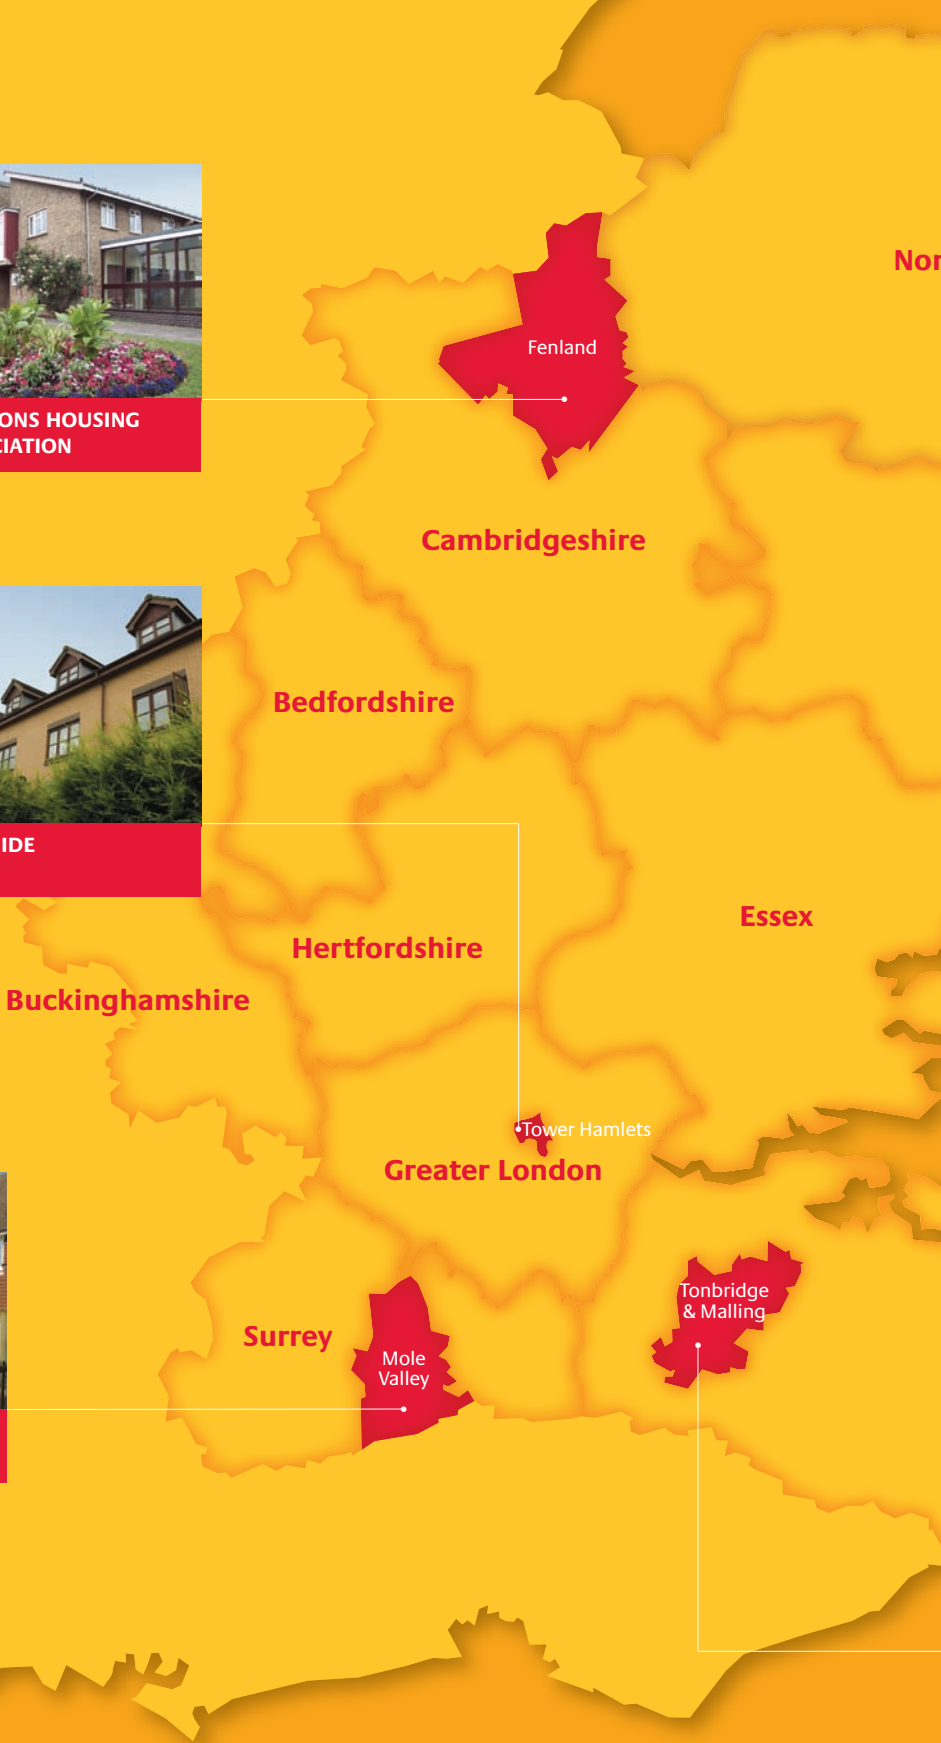 Nor
Fenland
ONS HOUSING
CIATION
Cambridgeshire
Bedfordshire
IDE
Essex
Hertfordshire
Buckinghamshire
Tower Hamlets
Greater London
Tonbridge
& Malling
Surrey
Mole
Valley